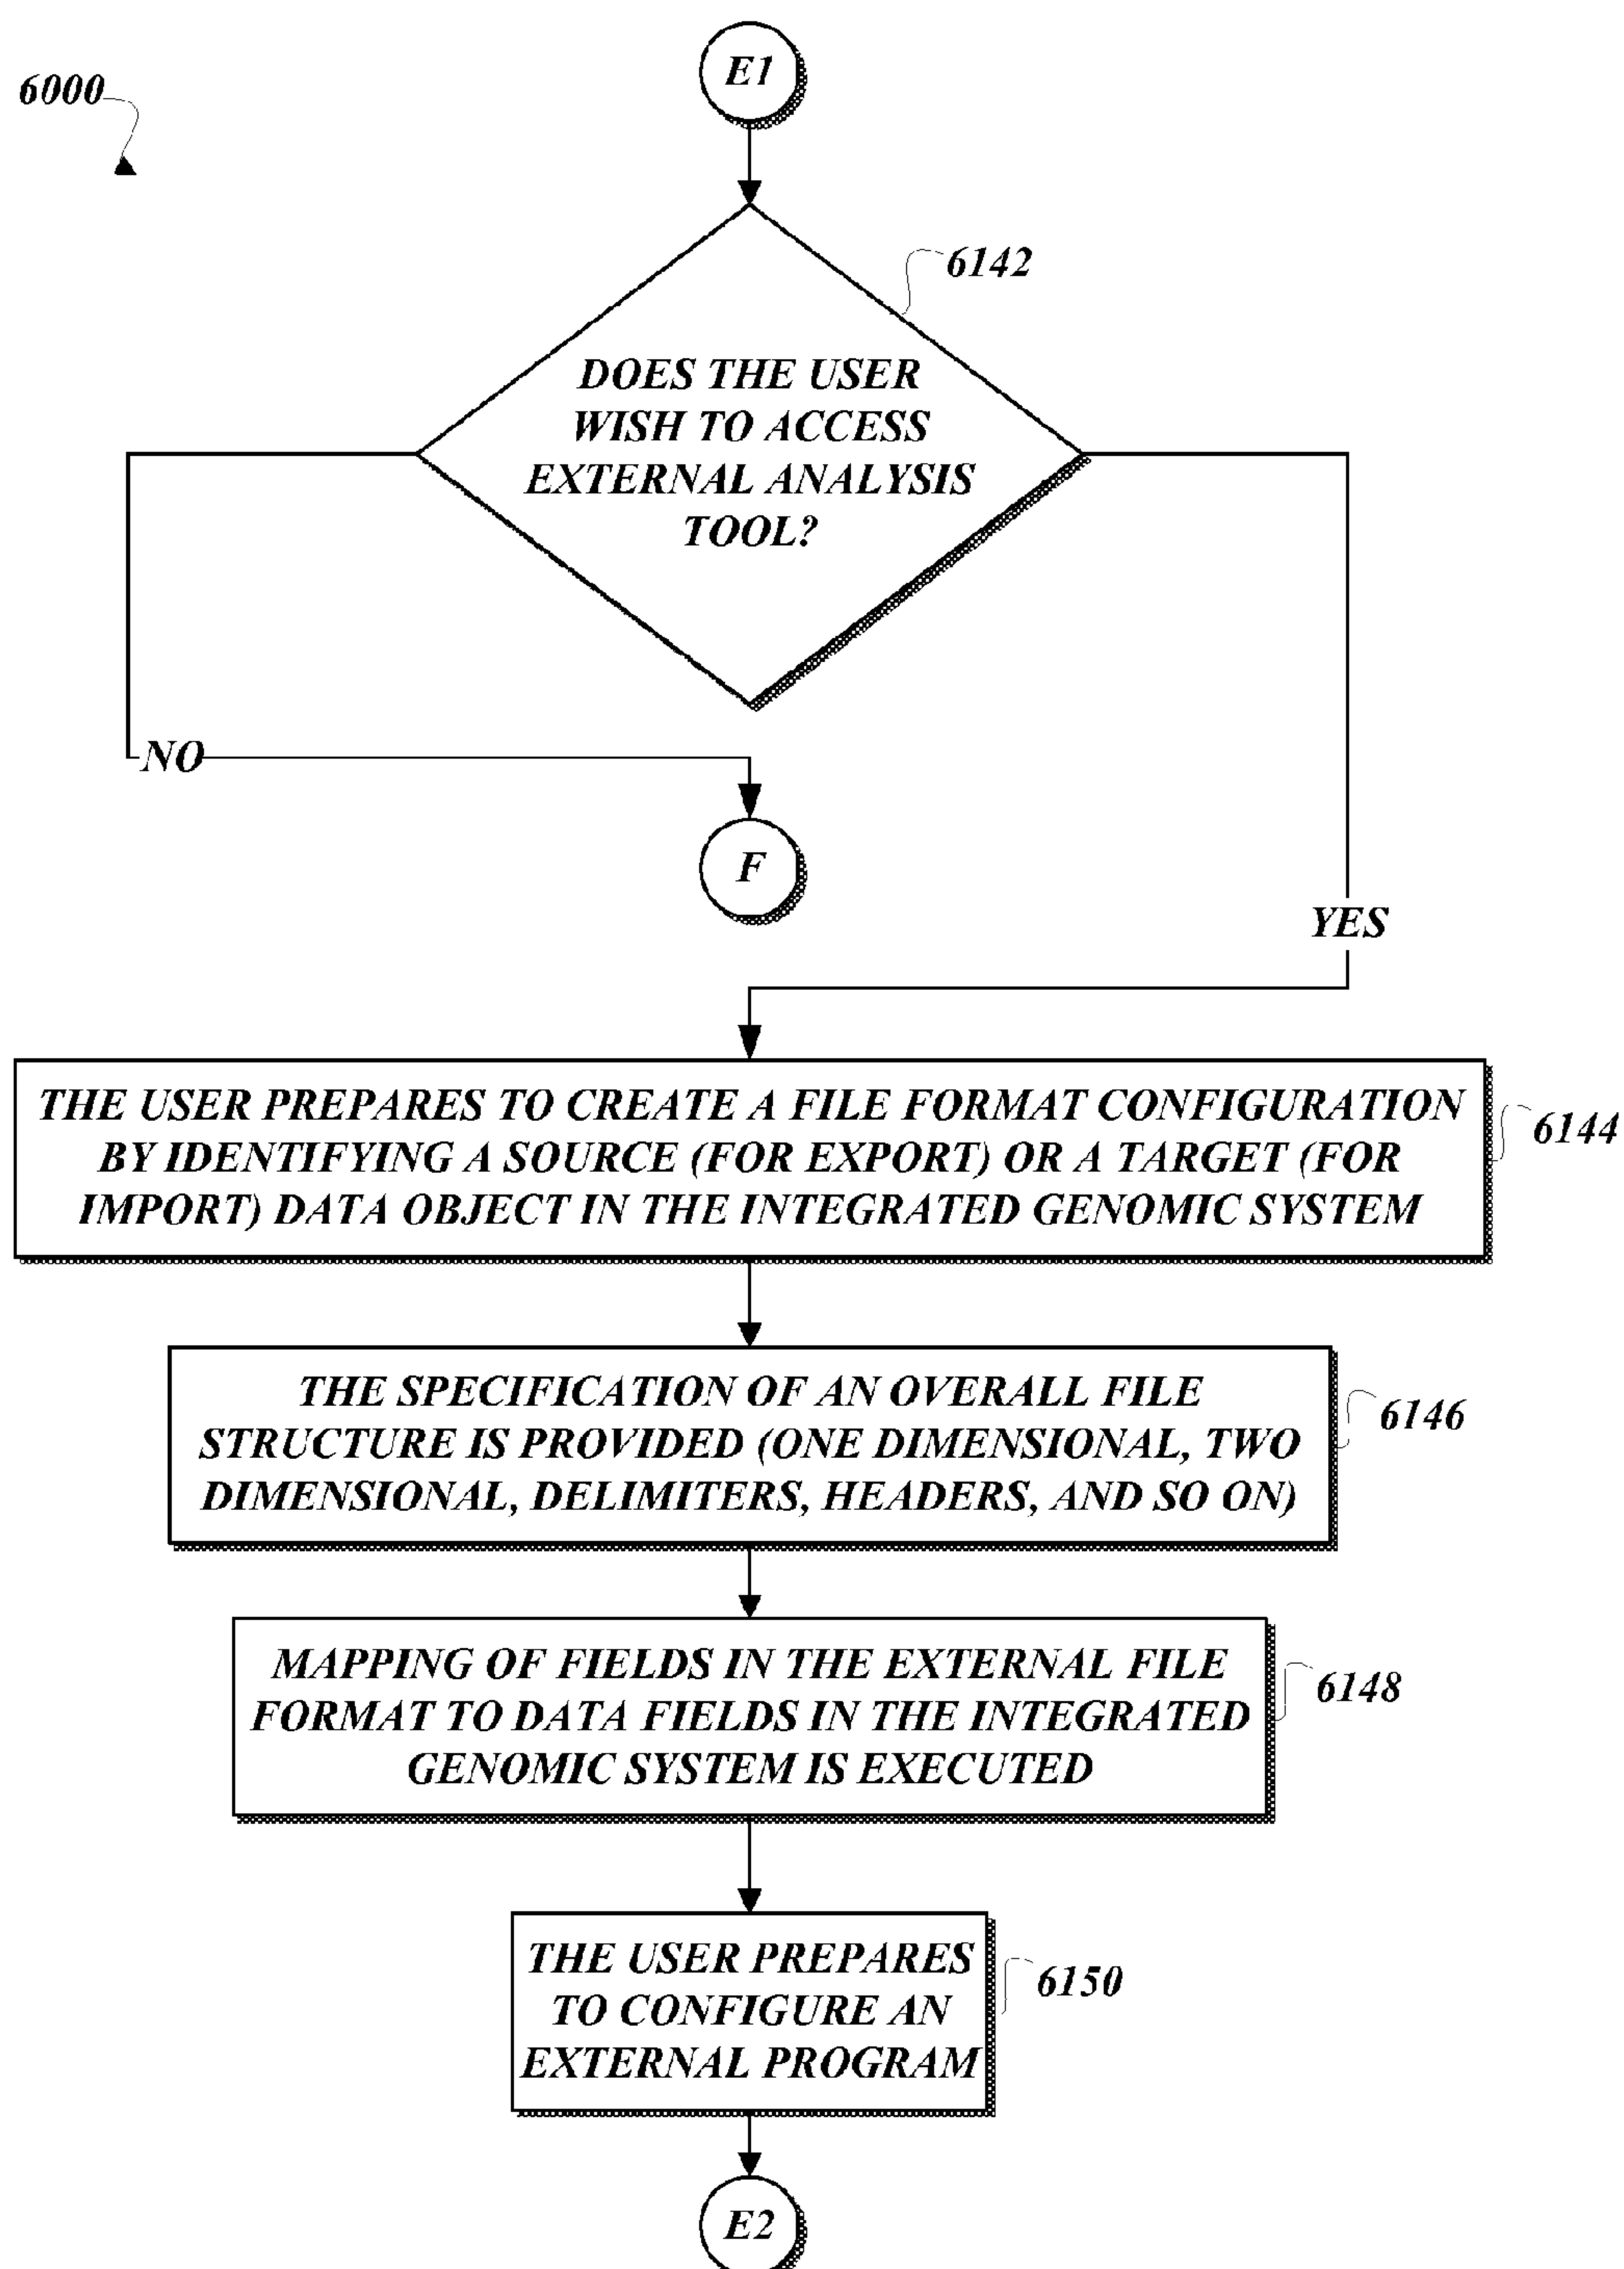 E1
6000
6142
DOES THE USER
WISH TO ACCESS
EXTERNAL ANALYSIS
TOOL?
NO
F
YES
THE USER PREPARES TO CREATE A FILE FORMAT CONFIGURATION
BY IDENTIFYING A SOURCE (FOR EXPORT) OR A TARGET (FOR
IMPORT) DATA OBJECT IN THE INTEGRATED GENOMIC SYSTEM
6144
THE SPECIFICATION OF AN OVERALL FILE
STRUCTURE IS PROVIDED (ONE DIMENSIONAL, TWO
DIMENSIONAL, DELIMITERS, HEADERS, AND SO ON)
6146
MAPPING OF FIELDS IN THE EXTERNAL FILE
FORMAT TO DATA FIELDS IN THE INTEGRATED
GENOMIC SYSTEM IS EXECUTED
6148
THE USER PREPARES
TO CONFIGURE AN
EXTERNAL PROGRAM
6150
E2